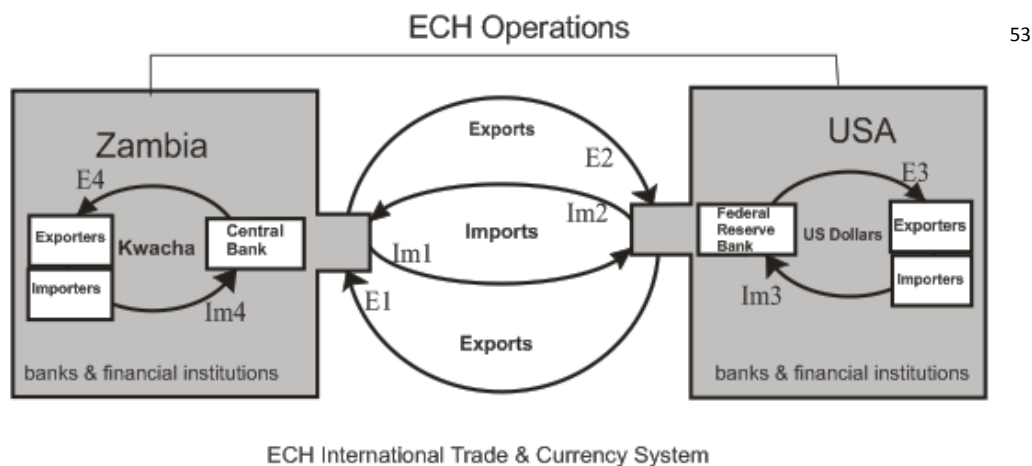 ECH Operations
53
Zambia
USA
Exports
E2
E4
E3
Im2
Exporters
Kwacha
Central
Bank
Imports
Federal
Reserve
Bank
US Dollars
Exporters
Im1
Importers
Im4
E1
Im3
Importers
Exports
banks & financial institutions
banks & financial institutions
ECH International Trade & Currency System